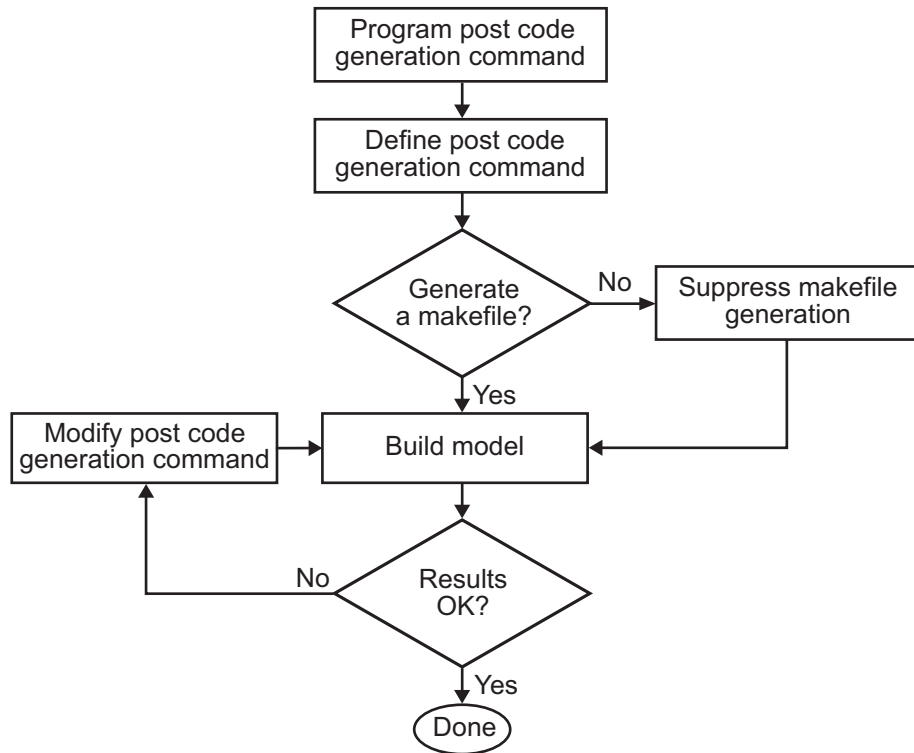 Program post code
generation command
Define post code
generation command
Generate
a makefile?
No
Suppress makefile
generation
Yes
Modify post code
generation command
Build model
No
Results
OK?
Yes
Done